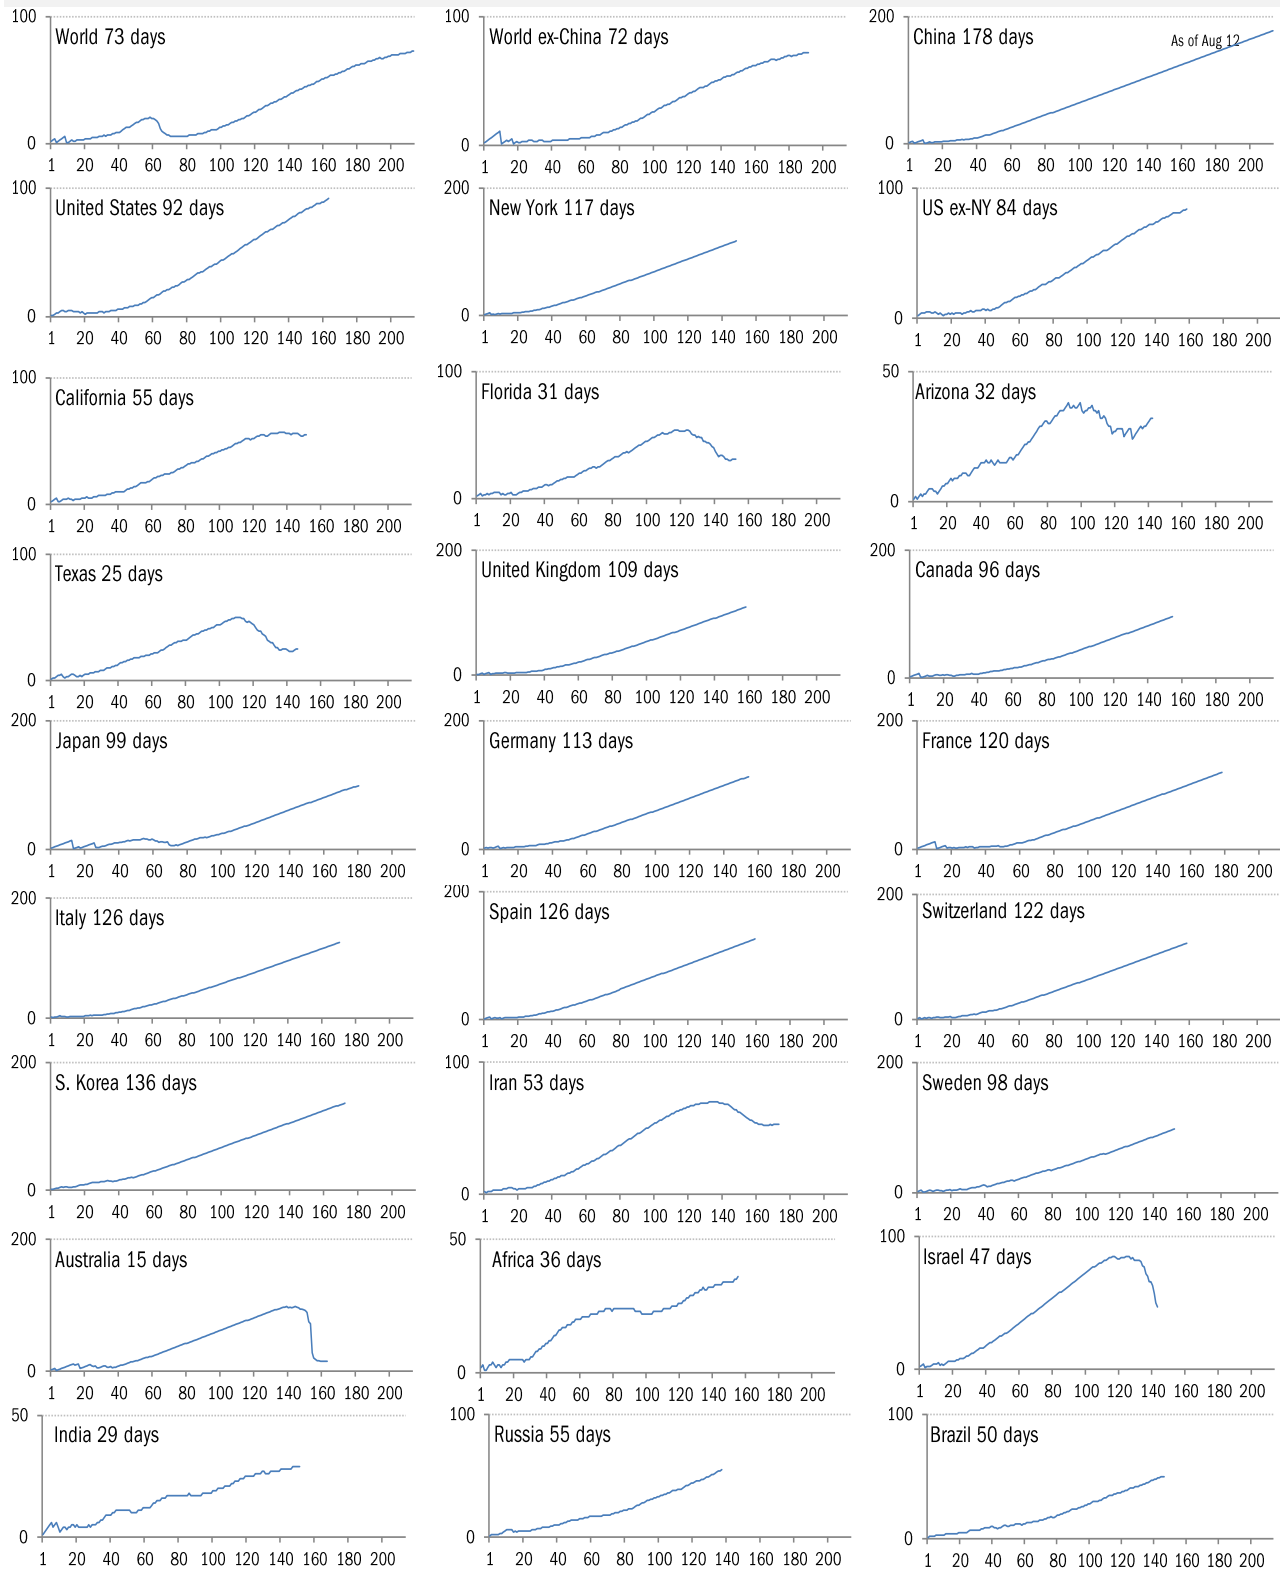 World 73 days
100
0
1 20 40 60 80 100 120 140 160 180 200
World ex-China 72 days
100
0
1 20 40 60 80 100 120 140 160 180 200
China 178 days
As of Aug 12
200
0
1 20 40 60 80 100 120 140 160 180 200
United States 92 days
100
0
1 20 40 60 80 100 120 140 160 180 200
New York 117 days
200
0
1 20 40 60 80 100 120 140 160 180 200
US ex-NY 84 days
100
0
1 20 40 60 80 100 120 140 160 180 200
California 55 days
100
0
1 20 40 60 80 100 120 140 160 180 200
Florida 31 days
100
0
1 20 40 60 80 100 120 140 160 180 200
Arizona 32 days
50
0
1 20 40 60 80 100 120 140 160 180 200
Texas 25 days
100
0
1 20 40 60 80 100 120 140 160 180 200
United Kingdom 109 days
200
0
1 20 40 60 80 100 120 140 160 180 200
Canada 96 days
200
0
1 20 40 60 80 100 120 140 160 180 200
Japan 99 days
200
0
1 20 40 60 80 100 120 140 160 180 200
Germany 113 days
200
0
1 20 40 60 80 100 120 140 160 180 200
France 120 days
200
0
1 20 40 60 80 100 120 140 160 180 200
Italy 126 days
200
0
1 20 40 60 80 100 120 140 160 180 200
Spain 126 days
200
0
1 20 40 60 80 100 120 140 160 180 200
Switzerland 122 days
200
0
1 20 40 60 80 100 120 140 160 180 200
S. Korea 136 days
200
0
1 20 40 60 80 100 120 140 160 180 200
Iran 53 days
100
0
1 20 40 60 80 100 120 140 160 180 200
Sweden 98 days
200
0
1 20 40 60 80 100 120 140 160 180 200
Australia 15 days
200
0
1 20 40 60 80 100 120 140 160 180 200
Africa 36 days
50
0
1 20 40 60 80 100 120 140 160 180 200
Israel 47 days
100
0
1 20 40 60 80 100 120 140 160 180 200
India 29 days
50
0
1 20 40 60 80 100 120 140 160 180 200
Russia 55 days
100
0
1 20 40 60 80 100 120 140 160 180 200
Brazil 50 days
100
0
1 20 40 60 80 100 120 140 160 180 200